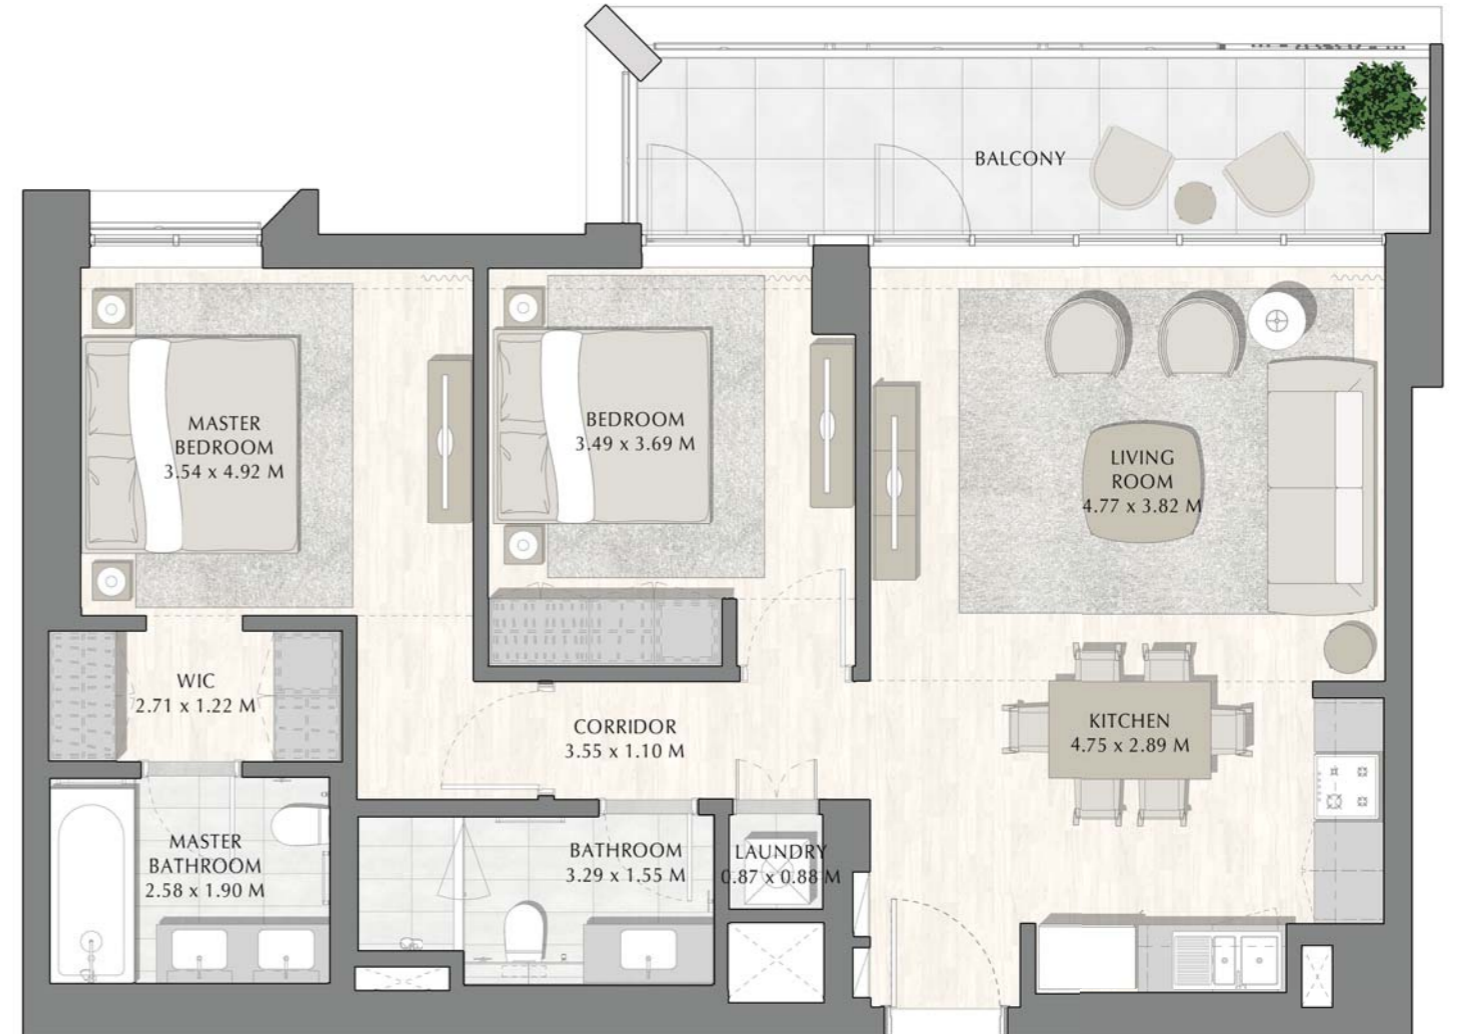 BALCONY
MASTER
BEDROOM
3.54 x 4.92 M
BEDROOM
3.49 x 3.69 M
LIVING
ROOM
4.77 x 3.82 M
WIC
2.71 x 1.22 M
CORRIDOR
3.55 x 1.10 M
KITCHEN
4.75 x 2.89 M
MASTER
BATHROOM
2.58 x 1.90 M
BATHROOM
3.29 x 1.55 M
LAUNDRY
0.87 x 0.88 M